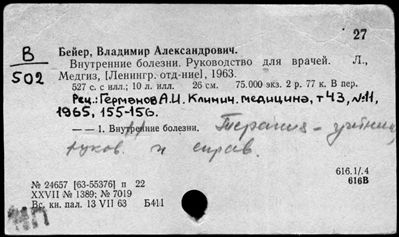 27
В
502
Бейер, Владимир Александрович.
Внутренние болезни. Руководство для врачей. Л.,
Медгиз, [Ленингр. отд-ние], 1963.
527 с. с илл.; 10 л. илл. 26 см. 75.000 экз. 2 р. 77 к. В пер.
Рец.: Германов А.И. Клинич. медицина, т 43, №11,
1965, 155-156.
— — 1. Внутренние болезни. Терапия -
руков. и справ.
616.1/.4
616В
№ 24657 [63-55376] п 22
XXVII № 1389; № 7019
Вс. кн. пал. 13 VII 63 Б411